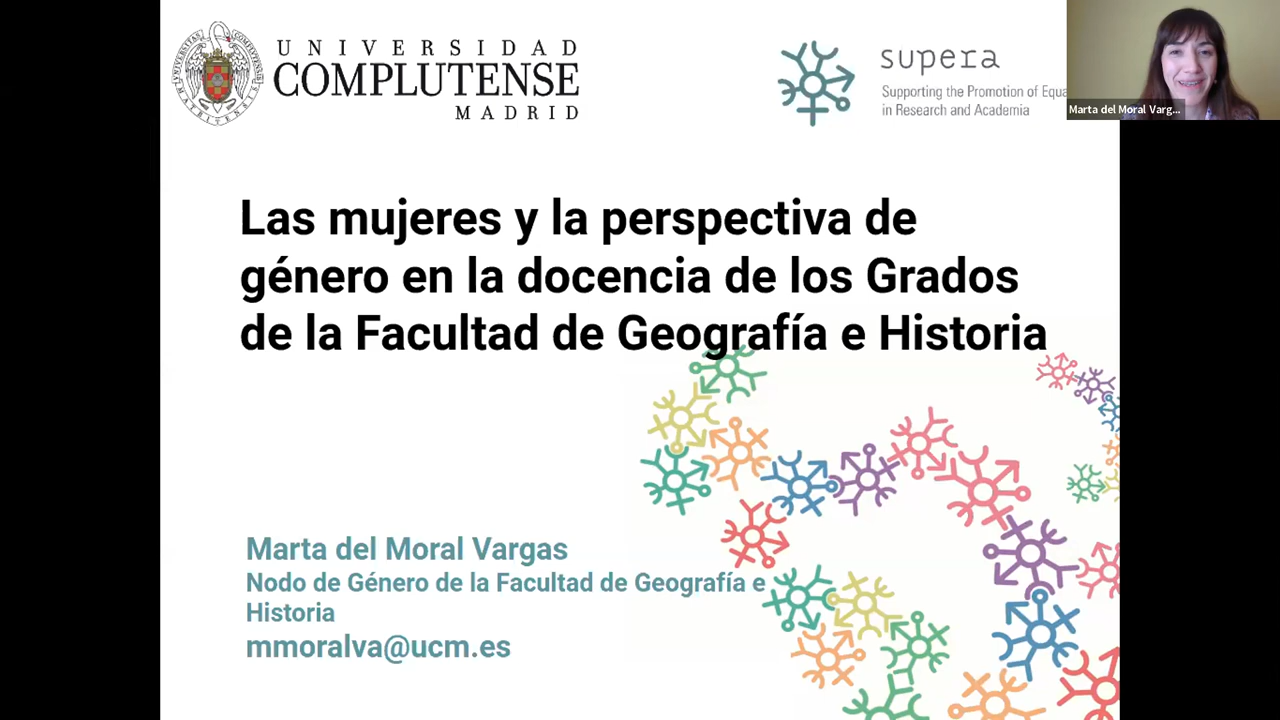 UNIVERSIDAD
COMPLUTENSE
MADRID
supera
Supporting the Promotion of Equa
in Research and Academia
Marta del Moral Varg...
Las mujeres y la perspectiva de
género en la docencia de los Grados
de la Facultad de Geografía e Historia
Marta del Moral Vargas
Nodo de Género de la Facultad de Geografía e
Historia
mmoralva@ucm.es